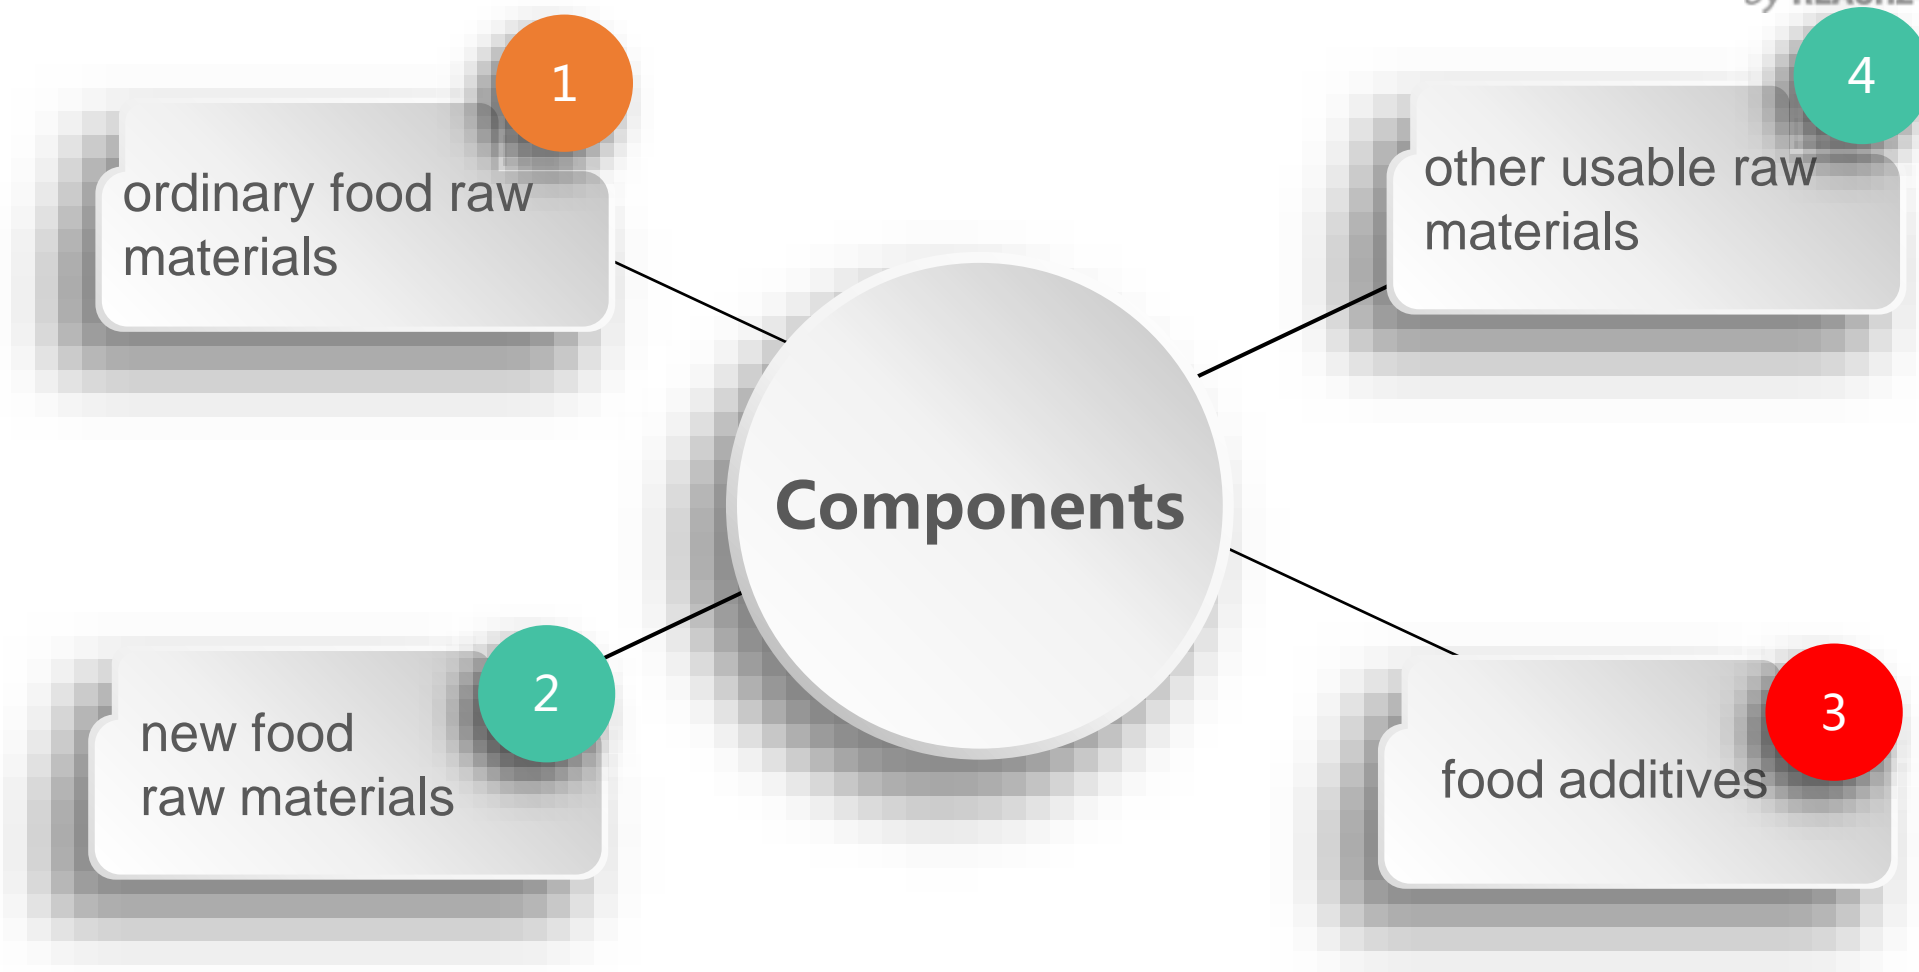 by
1
ordinary food raw
materials
4
other usable raw
materials
Components
2
new food
raw materials
3
food additives